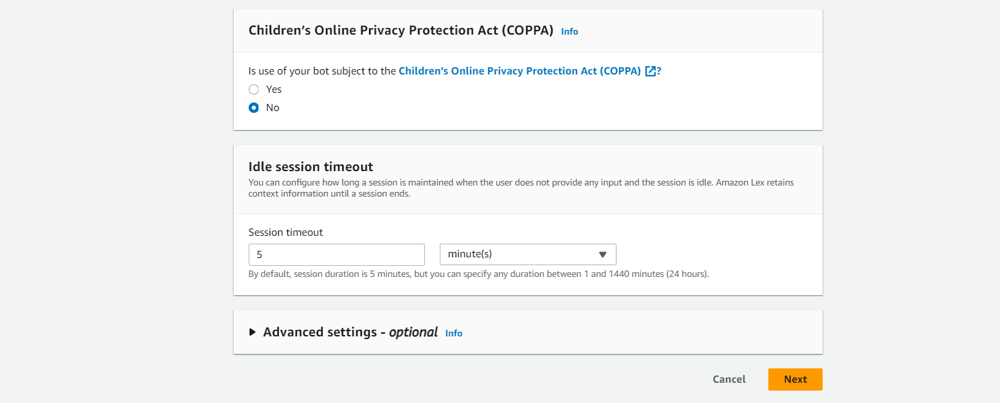 Children’s Online Privacy Protection Act (COPPA) Info
Is use of your bot subject to the Children’s Online Privacy Protection Act (COPPA) ?
Yes
No
Idle session timeout
You can configure how long a session is maintained when the user does not provide any input and the session is idle. Amazon Lex retains
context information until a session ends.
Session timeout
5 minute(s)
By default, session duration is 5 minutes, but you can specify any duration between 1 and 1440 minutes (24 hours).
Advanced settings - optional Info
Cancel Next